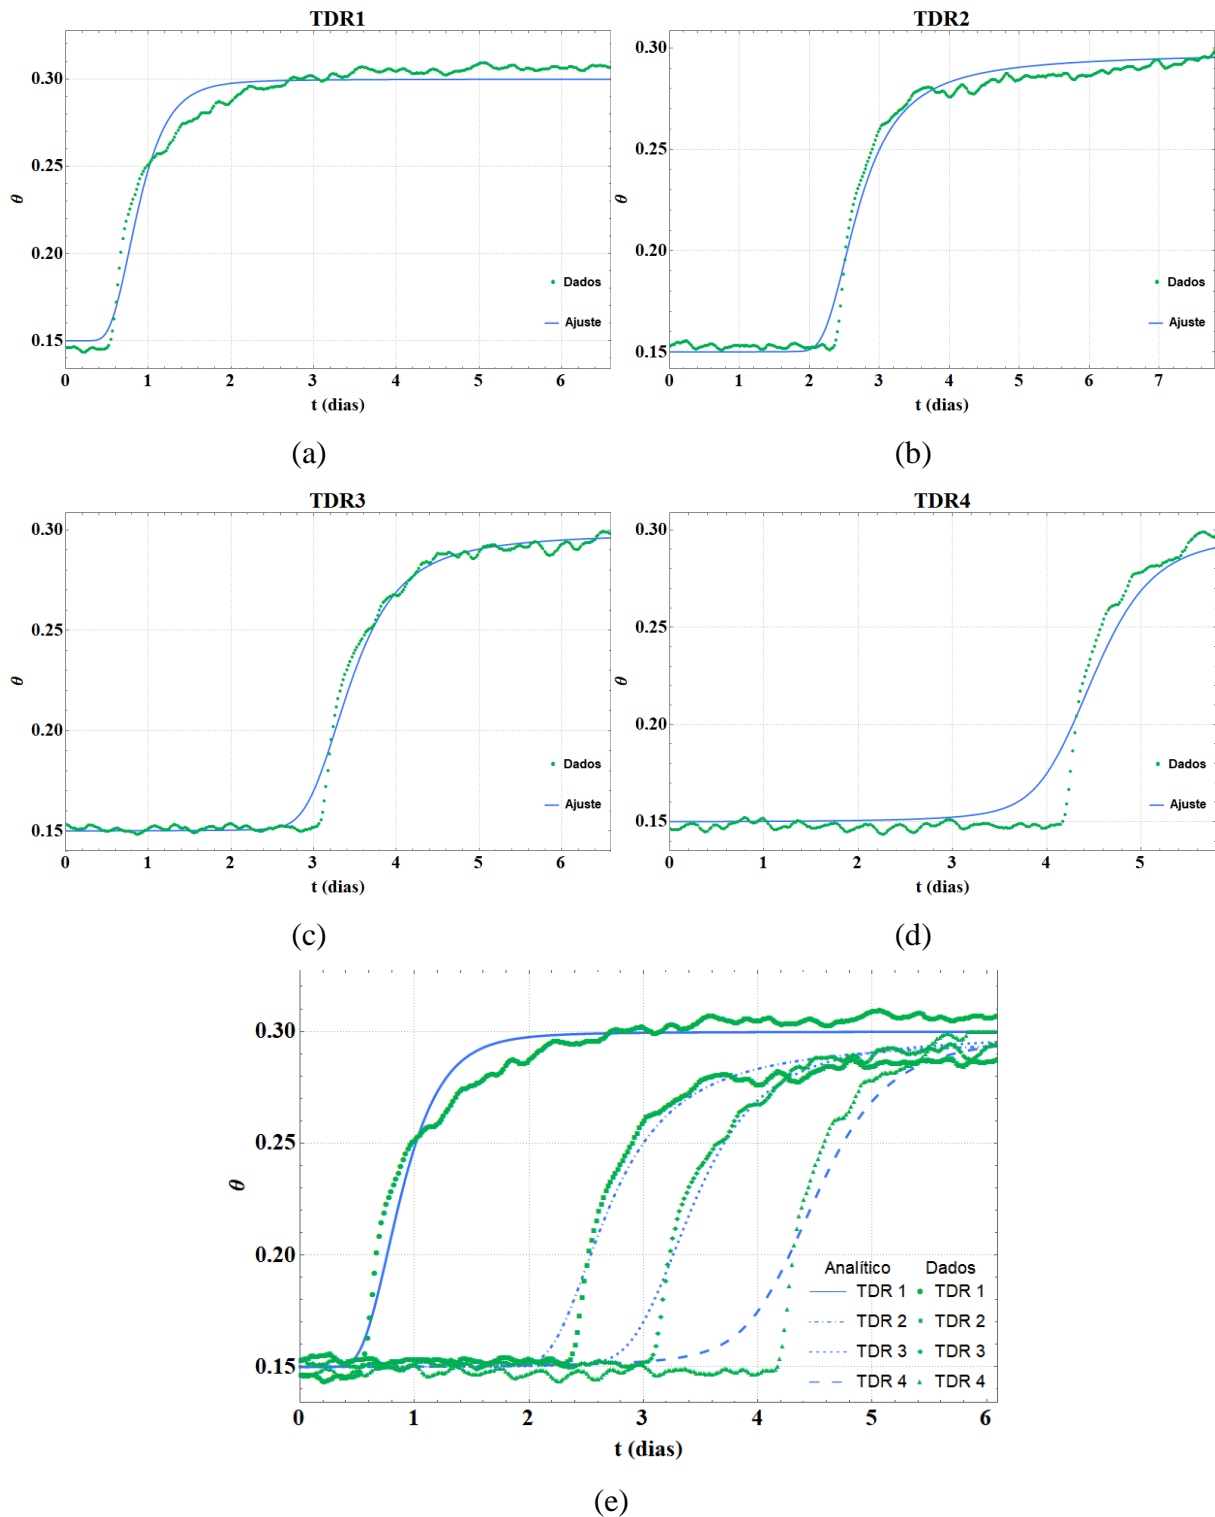 TDR1
0.30
0.25
θ
0.20
0.15
Dados
Ajuste
0 1 2 3 4 5 6
t (dias)
(a)
TDR2
0.30
0.25
θ
0.20
0.15
Dados
Ajuste
0 1 2 3 4 5 6 7
t (dias)
(b)
TDR3
0.30
0.25
θ
0.20
0.15
Dados
Ajuste
0 1 2 3 4 5 6
t (dias)
(c)
TDR4
0.30
0.25
θ
0.20
0.15
Dados
Ajuste
0 1 2 3 4 5
t (dias)
(d)
0.30
0.25
θ
0.20
0.15
Analítico Dados
TDR 1 TDR 1
TDR 2 TDR 2
TDR 3 TDR 3
TDR 4 TDR 4
0 1 2 3 4 5 6
t (dias)
(e)